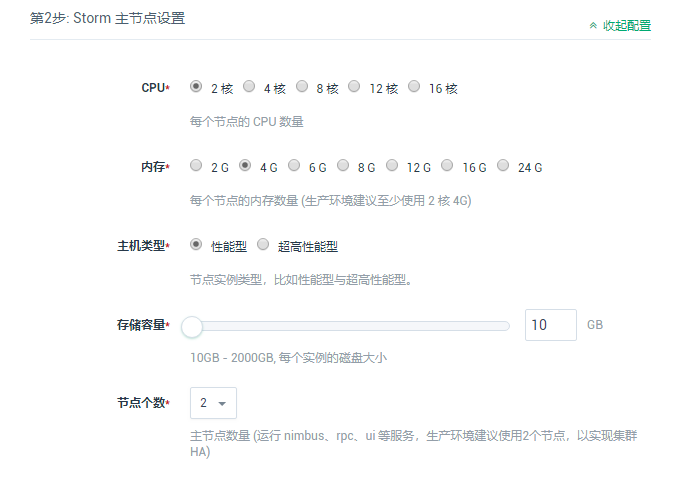 第2步: Storm 主节点设置
收起配置
CPU* 2 核 4 核 8 核 12 核 16 核
每个节点的 CPU 数量
内存* 2 G 4 G 6 G 8 G 12 G 16 G 24 G
每个节点的内存数量 (生产环境建议至少使用 2 核 4G)
主机类型* 性能型 超高性能型
节点实例类型，比如性能型与超高性能型。
存储容量* 10 GB
10GB - 2000GB, 每个实例的磁盘大小
节点个数* 2
主节点数量 (运行 nimbus、rpc、ui 等服务，生产环境建议使用2个节点，以实现集群
HA)